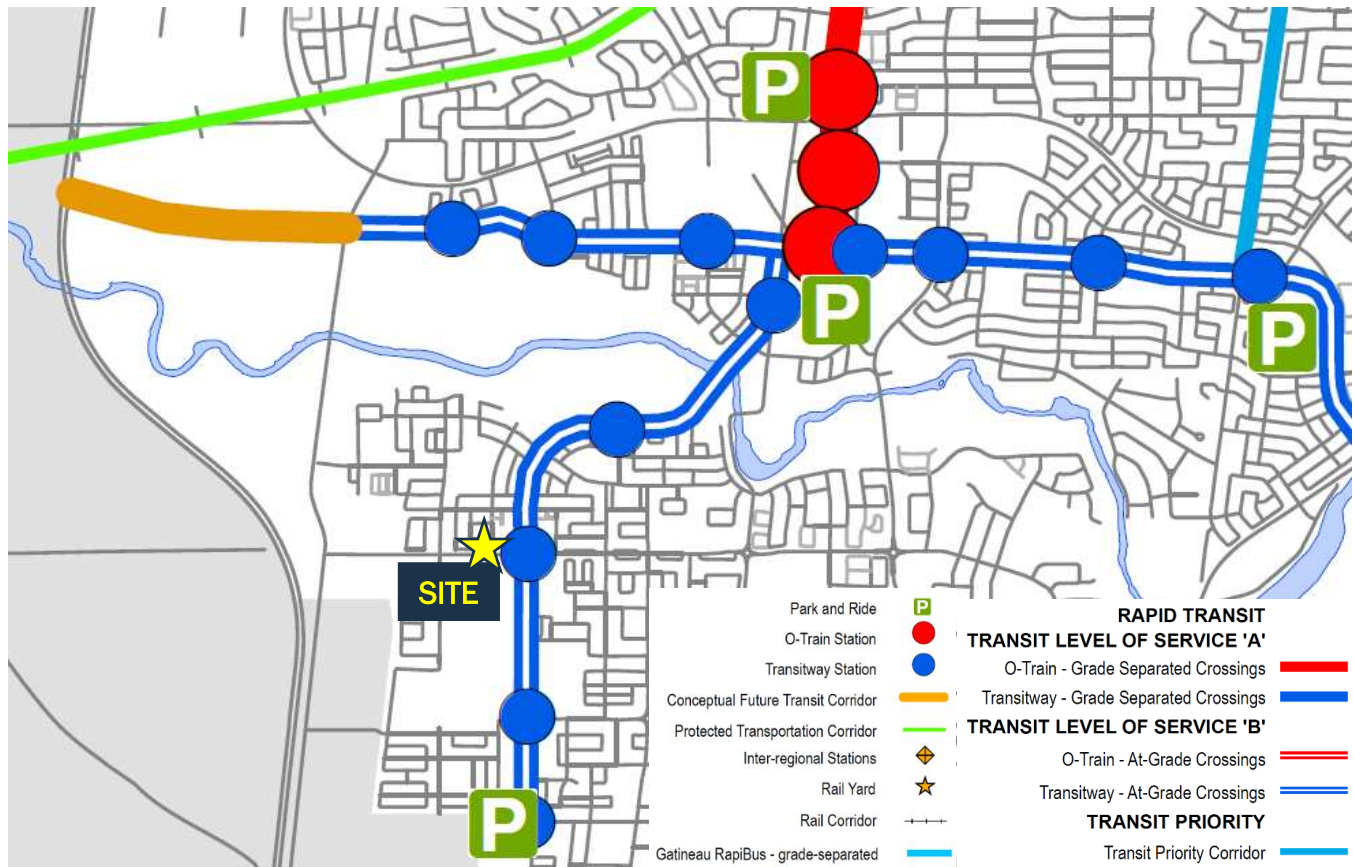 P
P
P
SITE
P
Park and Ride P
O-Train Station
Transitway Station
Conceptual Future Transit Corridor
Protected Transportation Corridor
Inter-regional Stations
Rail Yard
Rail Corridor
Gatineau RapiBus - grade-separated
RAPID TRANSIT
TRANSIT LEVEL OF SERVICE 'A'
O-Train - Grade Separated Crossings
Transitway - Grade Separated Crossings
TRANSIT LEVEL OF SERVICE 'B'
O-Train - At-Grade Crossings
Transitway - At-Grade Crossings
TRANSIT PRIORITY
Transit Priority Corridor